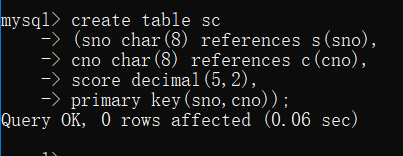 mysql> create table sc
-> (sno char(8) references s(sno),
-> cno char(8) references c(cno),
-> score decimal(5,2),
-> primary key(sno,cno));
Query OK, 0 rows affected (0.06 sec)